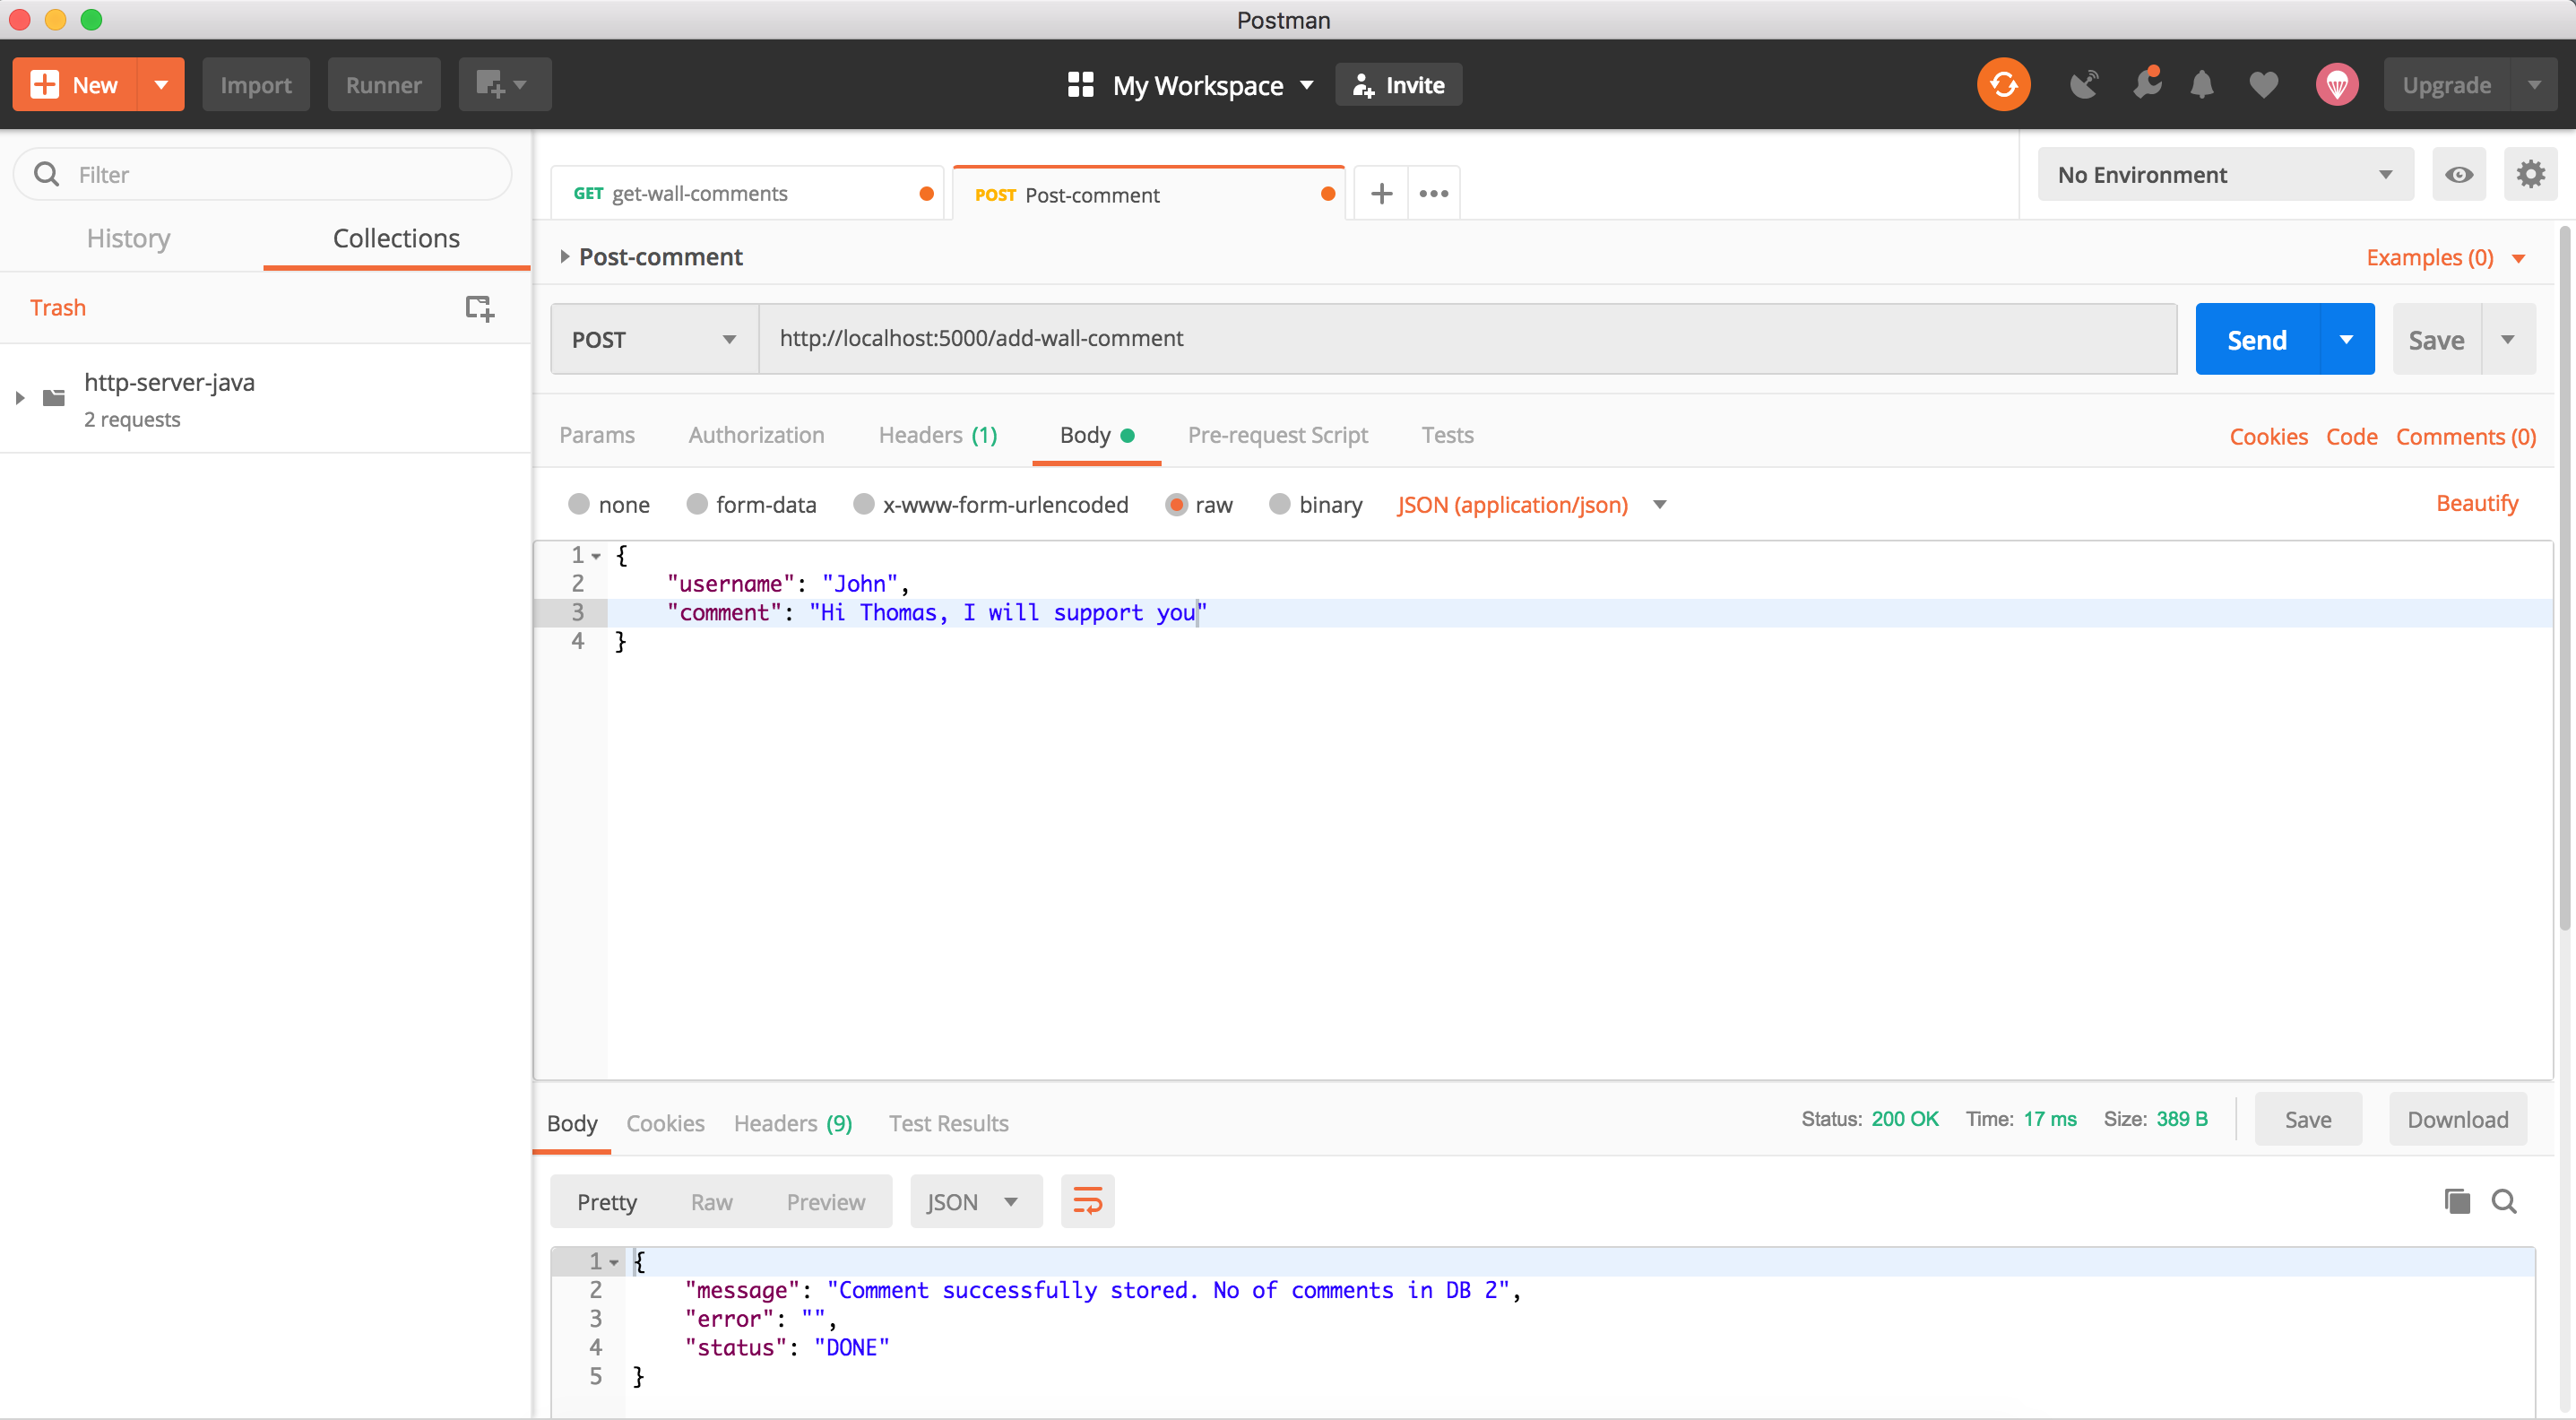 Postman
New Import Runner My Workspace Invite Upgrade
Filter
History Collections
Trash
http-server-java
2 requests
GET get-wall-comments POST Post-comment
No Environment
Post-comment Examples (0)
POST http://localhost:5000/add-wall-comment Send Save
Params Authorization Headers (1) Body Pre-request Script Tests Cookies Code Comments (0)
none form-data x-www-form-urlencoded raw binary JSON (application/json) Beautify
1 {
2 "username": "John",
3 "comment": "Hi Thomas, I will support you"
4 }
Body Cookies Headers (9) Test Results Status: 200 OK Time: 17 ms Size: 389 B Save Download
Pretty Raw Preview JSON
1 {
2 "message": "Comment successfully stored. No of comments in DB 2",
3 "error": "",
4 "status": "DONE"
5 }